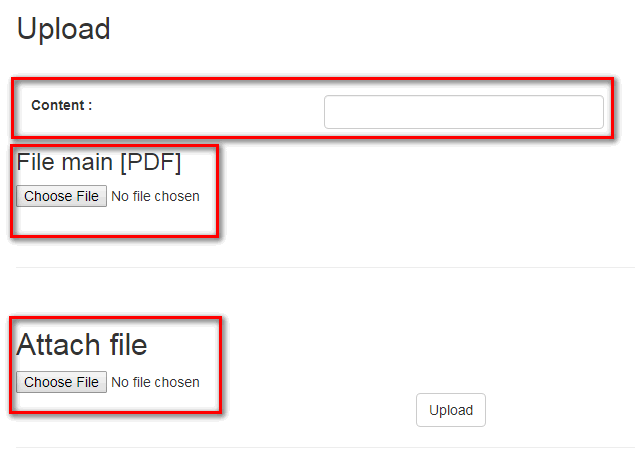 Upload
Content :
File main [PDF]
Choose File No file chosen
Attach file
Choose File No file chosen
Upload